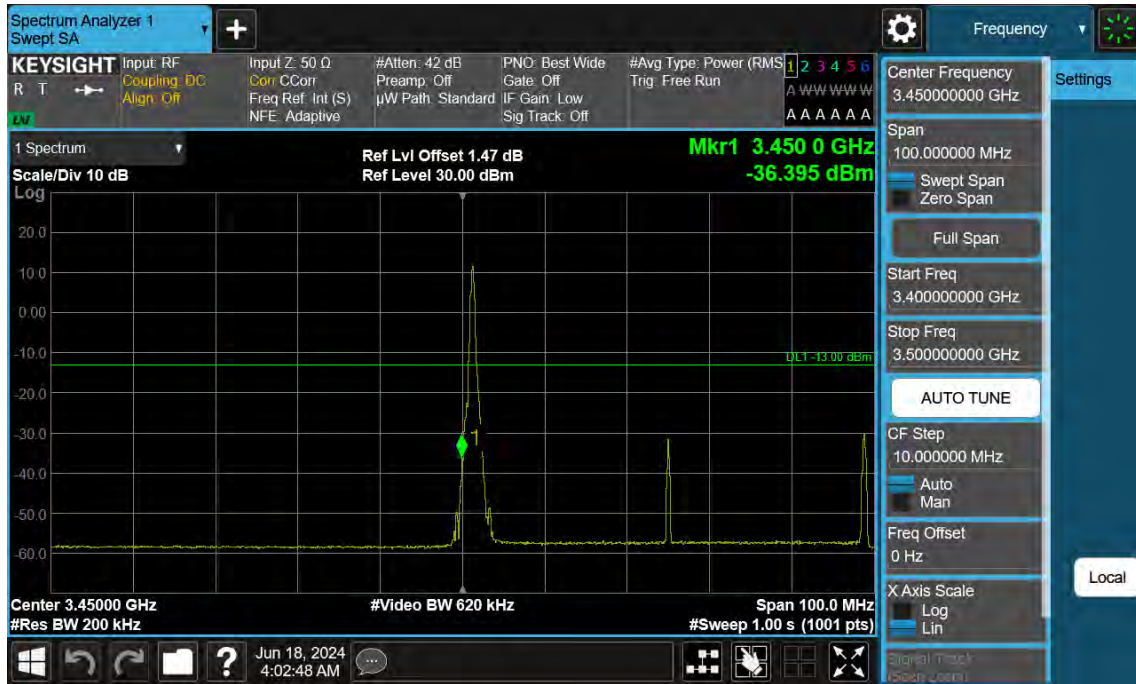 Spectrum Analyzer 1
Swept SA
+
Frequency
KEYSIGHT
R T
Input: RF
Coupling: DC
Align: Off
Input Z: 50 Ω
Corr CCorr
Freq Ref: Int (S)
NFE: Adaptive
#Atten: 42 dB
Preamp: Off
µW Path: Standard
PNO: Best Wide
Gate: Off
IF Gain: Low
Sig Track: Off
#Avg Type: Power (RMS
Trig: Free Run
1 2 3 4 5 6
A W W W W W
A A A A A A
1 Spectrum
Scale/Div 10 dB
Log
Ref Lvl Offset 1.47 dB
Ref Level 30.00 dBm
Mkr1 3.450 0 GHz
-36.395 dBm
20.0
10.0
0.00
-10.0
DL1 -13.00 dBm
-20.0
-30.0
-40.0
-50.0
-60.0
Center 3.45000 GHz
#Video BW 620 kHz
Span 100.0 MHz
#Res BW 200 kHz
#Sweep 1.00 s (1001 pts)
?
Jun 18, 2024
4:02:48 AM
Center Frequency
3.450000000 GHz
Settings
Span
100.000000 MHz
Swept Span
Zero Span
Full Span
Start Freq
3.400000000 GHz
Stop Freq
3.500000000 GHz
AUTO TUNE
CF Step
10.000000 MHz
Auto
Man
Freq Offset
0 Hz
X Axis Scale
Log
Lin
Local
Signal Track
(Span Zoom)